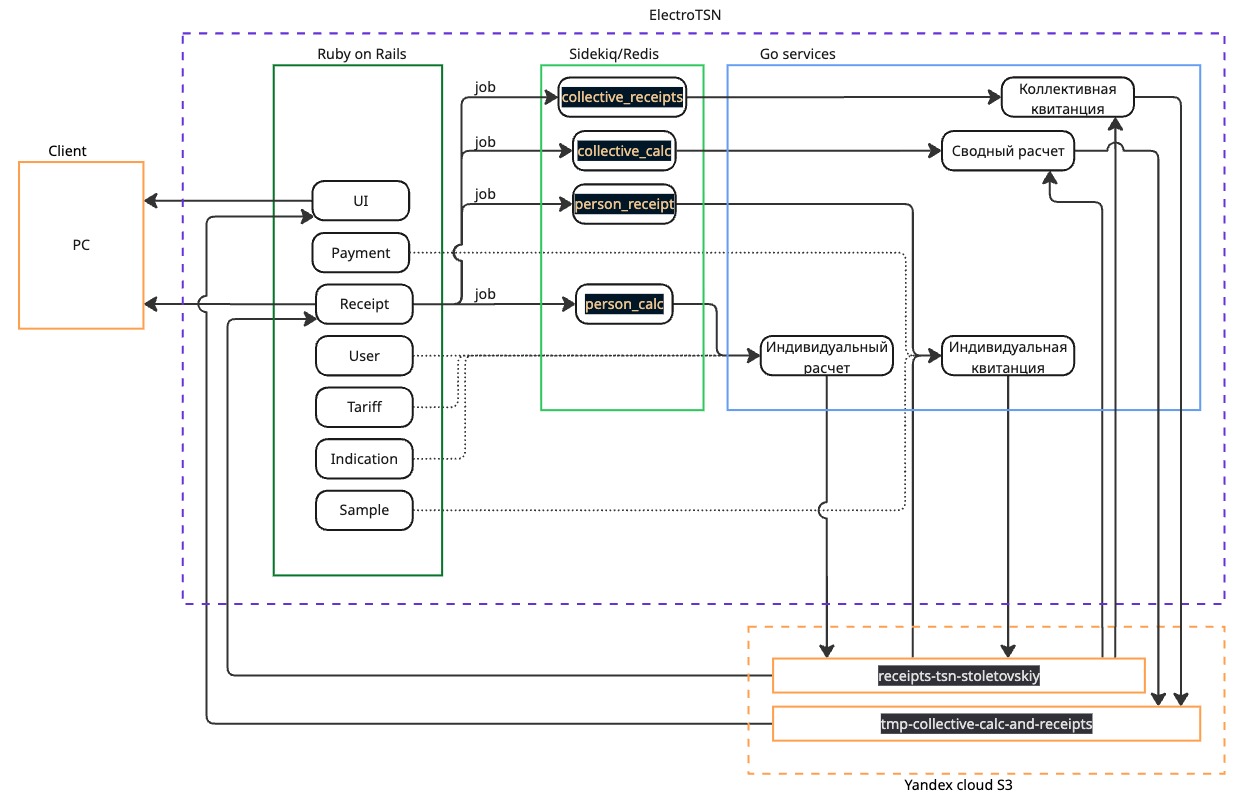 ElectroTSN
Ruby on Rails
Sidekiq/Redis
Go services
job
collective_receipts
Коллективная
квитанция
job
collective_calc
Сводный расчет
Client
job
person_receipt
UI
PC
Payment
job
Receipt
person_calc
User
Индивидуальный
расчет
Индивидуальная
квитанция
Tariff
Indication
Sample
receipts-tsn-stoletovskiy
tmp-collective-calc-and-receipts
Yandex cloud S3